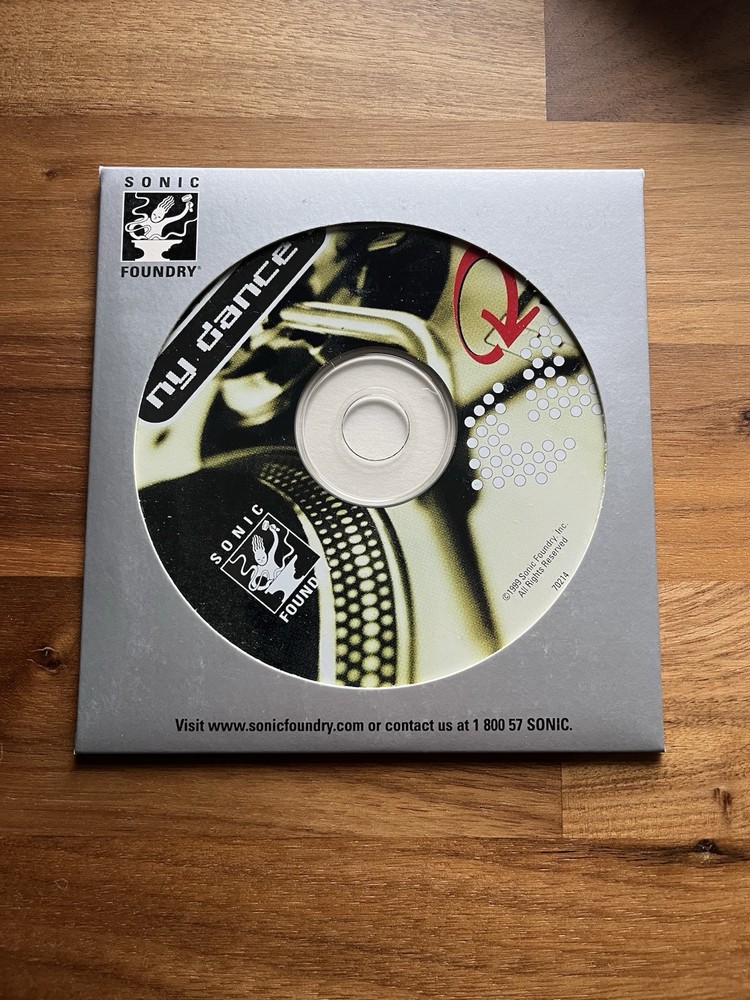 SONIC
FOUNDRY®
ny dance
SONIC
FOUND
©1999 Sonic Foundry, Inc.
All Rights Reserved
70214
Visit www.sonicfoundry.com or contact us at 1 800 57 SONIC.